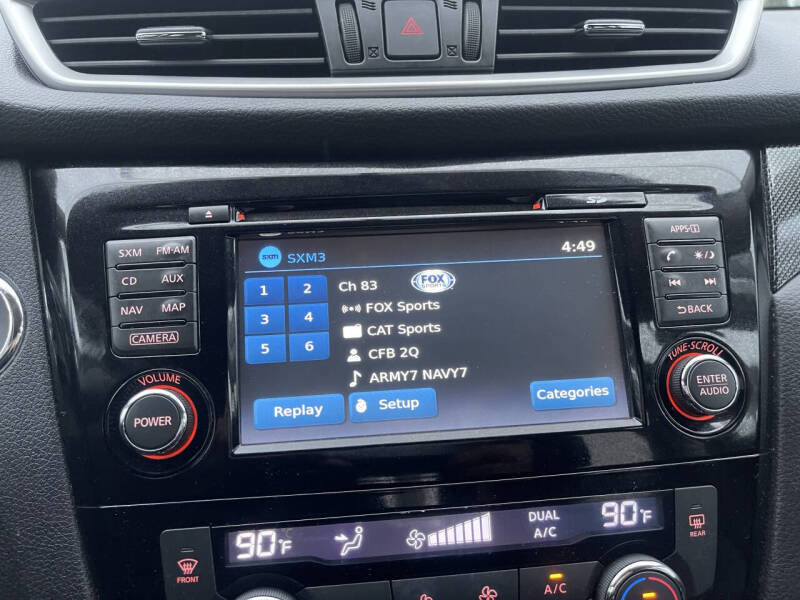 SD
SXM FM·AM
CD AUX
NAV MAP
CAMERA
VOLUME
POWER
sxm SXM3
4:49
1 2
3 4
5 6
Ch 83
FOX SPORTS
FOX Sports
CAT Sports
CFB 2Q
ARMY7 NAVY7
Replay
Setup
Categories
APPS·i
BACK
TUNE·SCROLL
ENTER
AUDIO
90°F
DUAL
A/C
90°F
FRONT
REAR
A/C